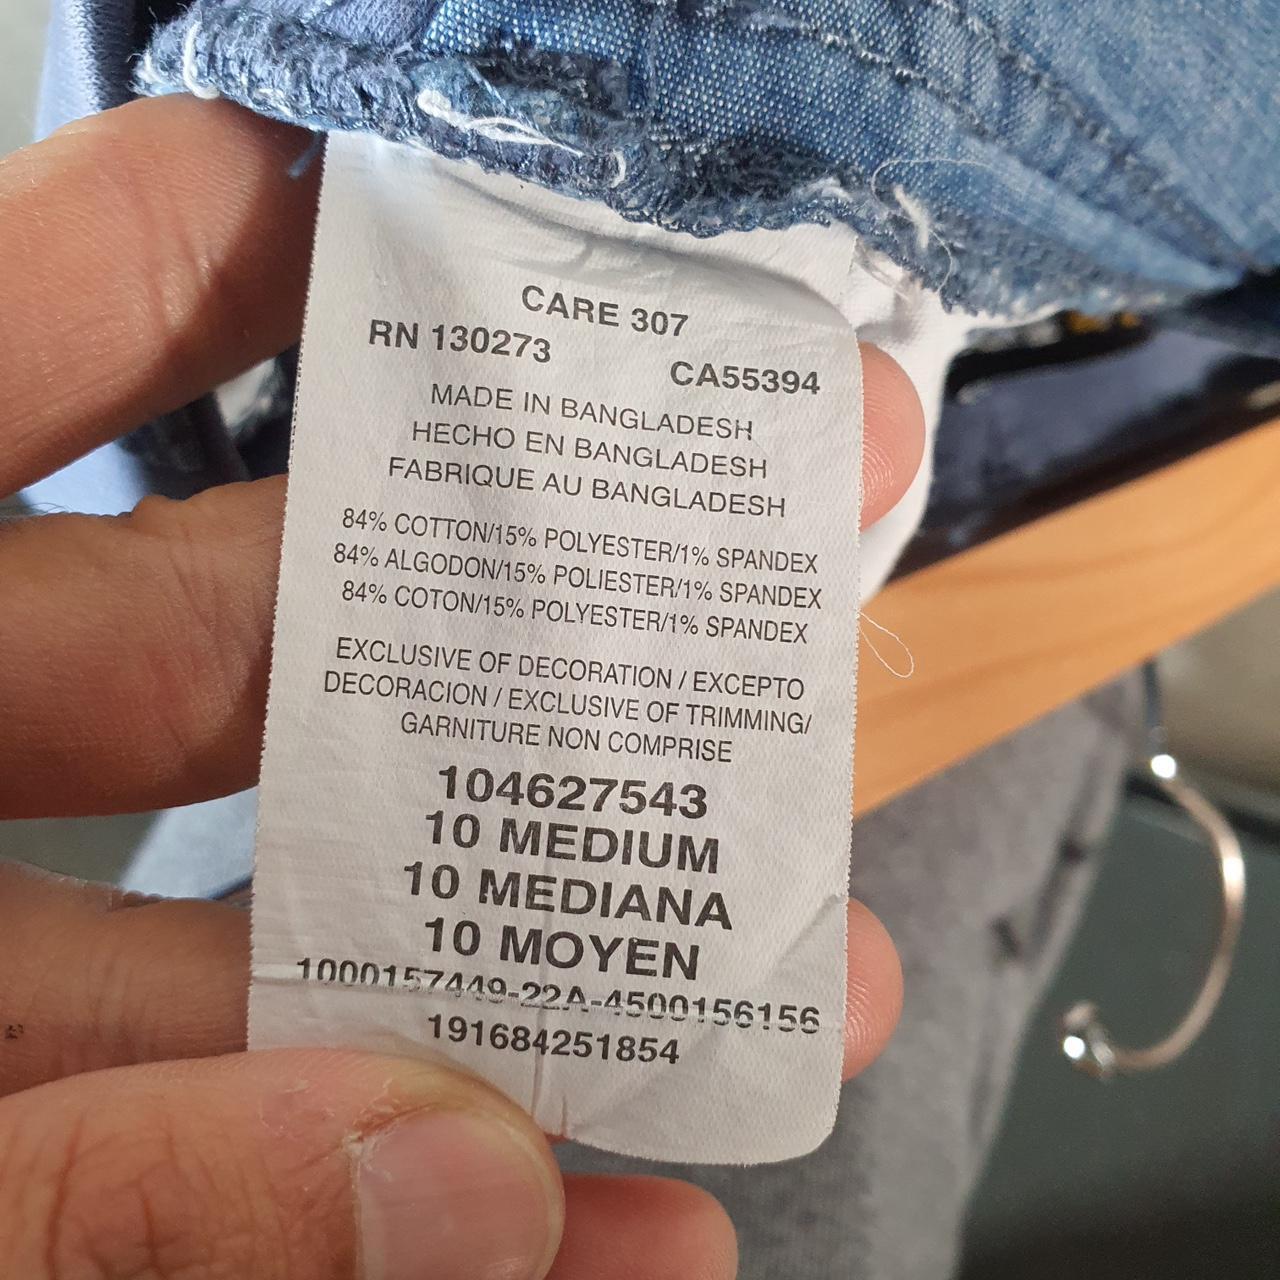 CARE 307
RN 130273 CA55394
MADE IN BANGLADESH
HECHO EN BANGLADESH
FABRIQUE AU BANGLADESH
84% COTTON/15% POLYESTER/1% SPANDEX
84% ALGODON/15% POLIESTER/1% SPANDEX
84% COTON/15% POLYESTER/1% SPANDEX
EXCLUSIVE OF DECORATION / EXCEPTO
DECORACION / EXCLUSIVE OF TRIMMING/
GARNITURE NON COMPRISE
104627543
10 MEDIUM
10 MEDIANA
10 MOYEN
1000157449-22A-4500156156
191684251854